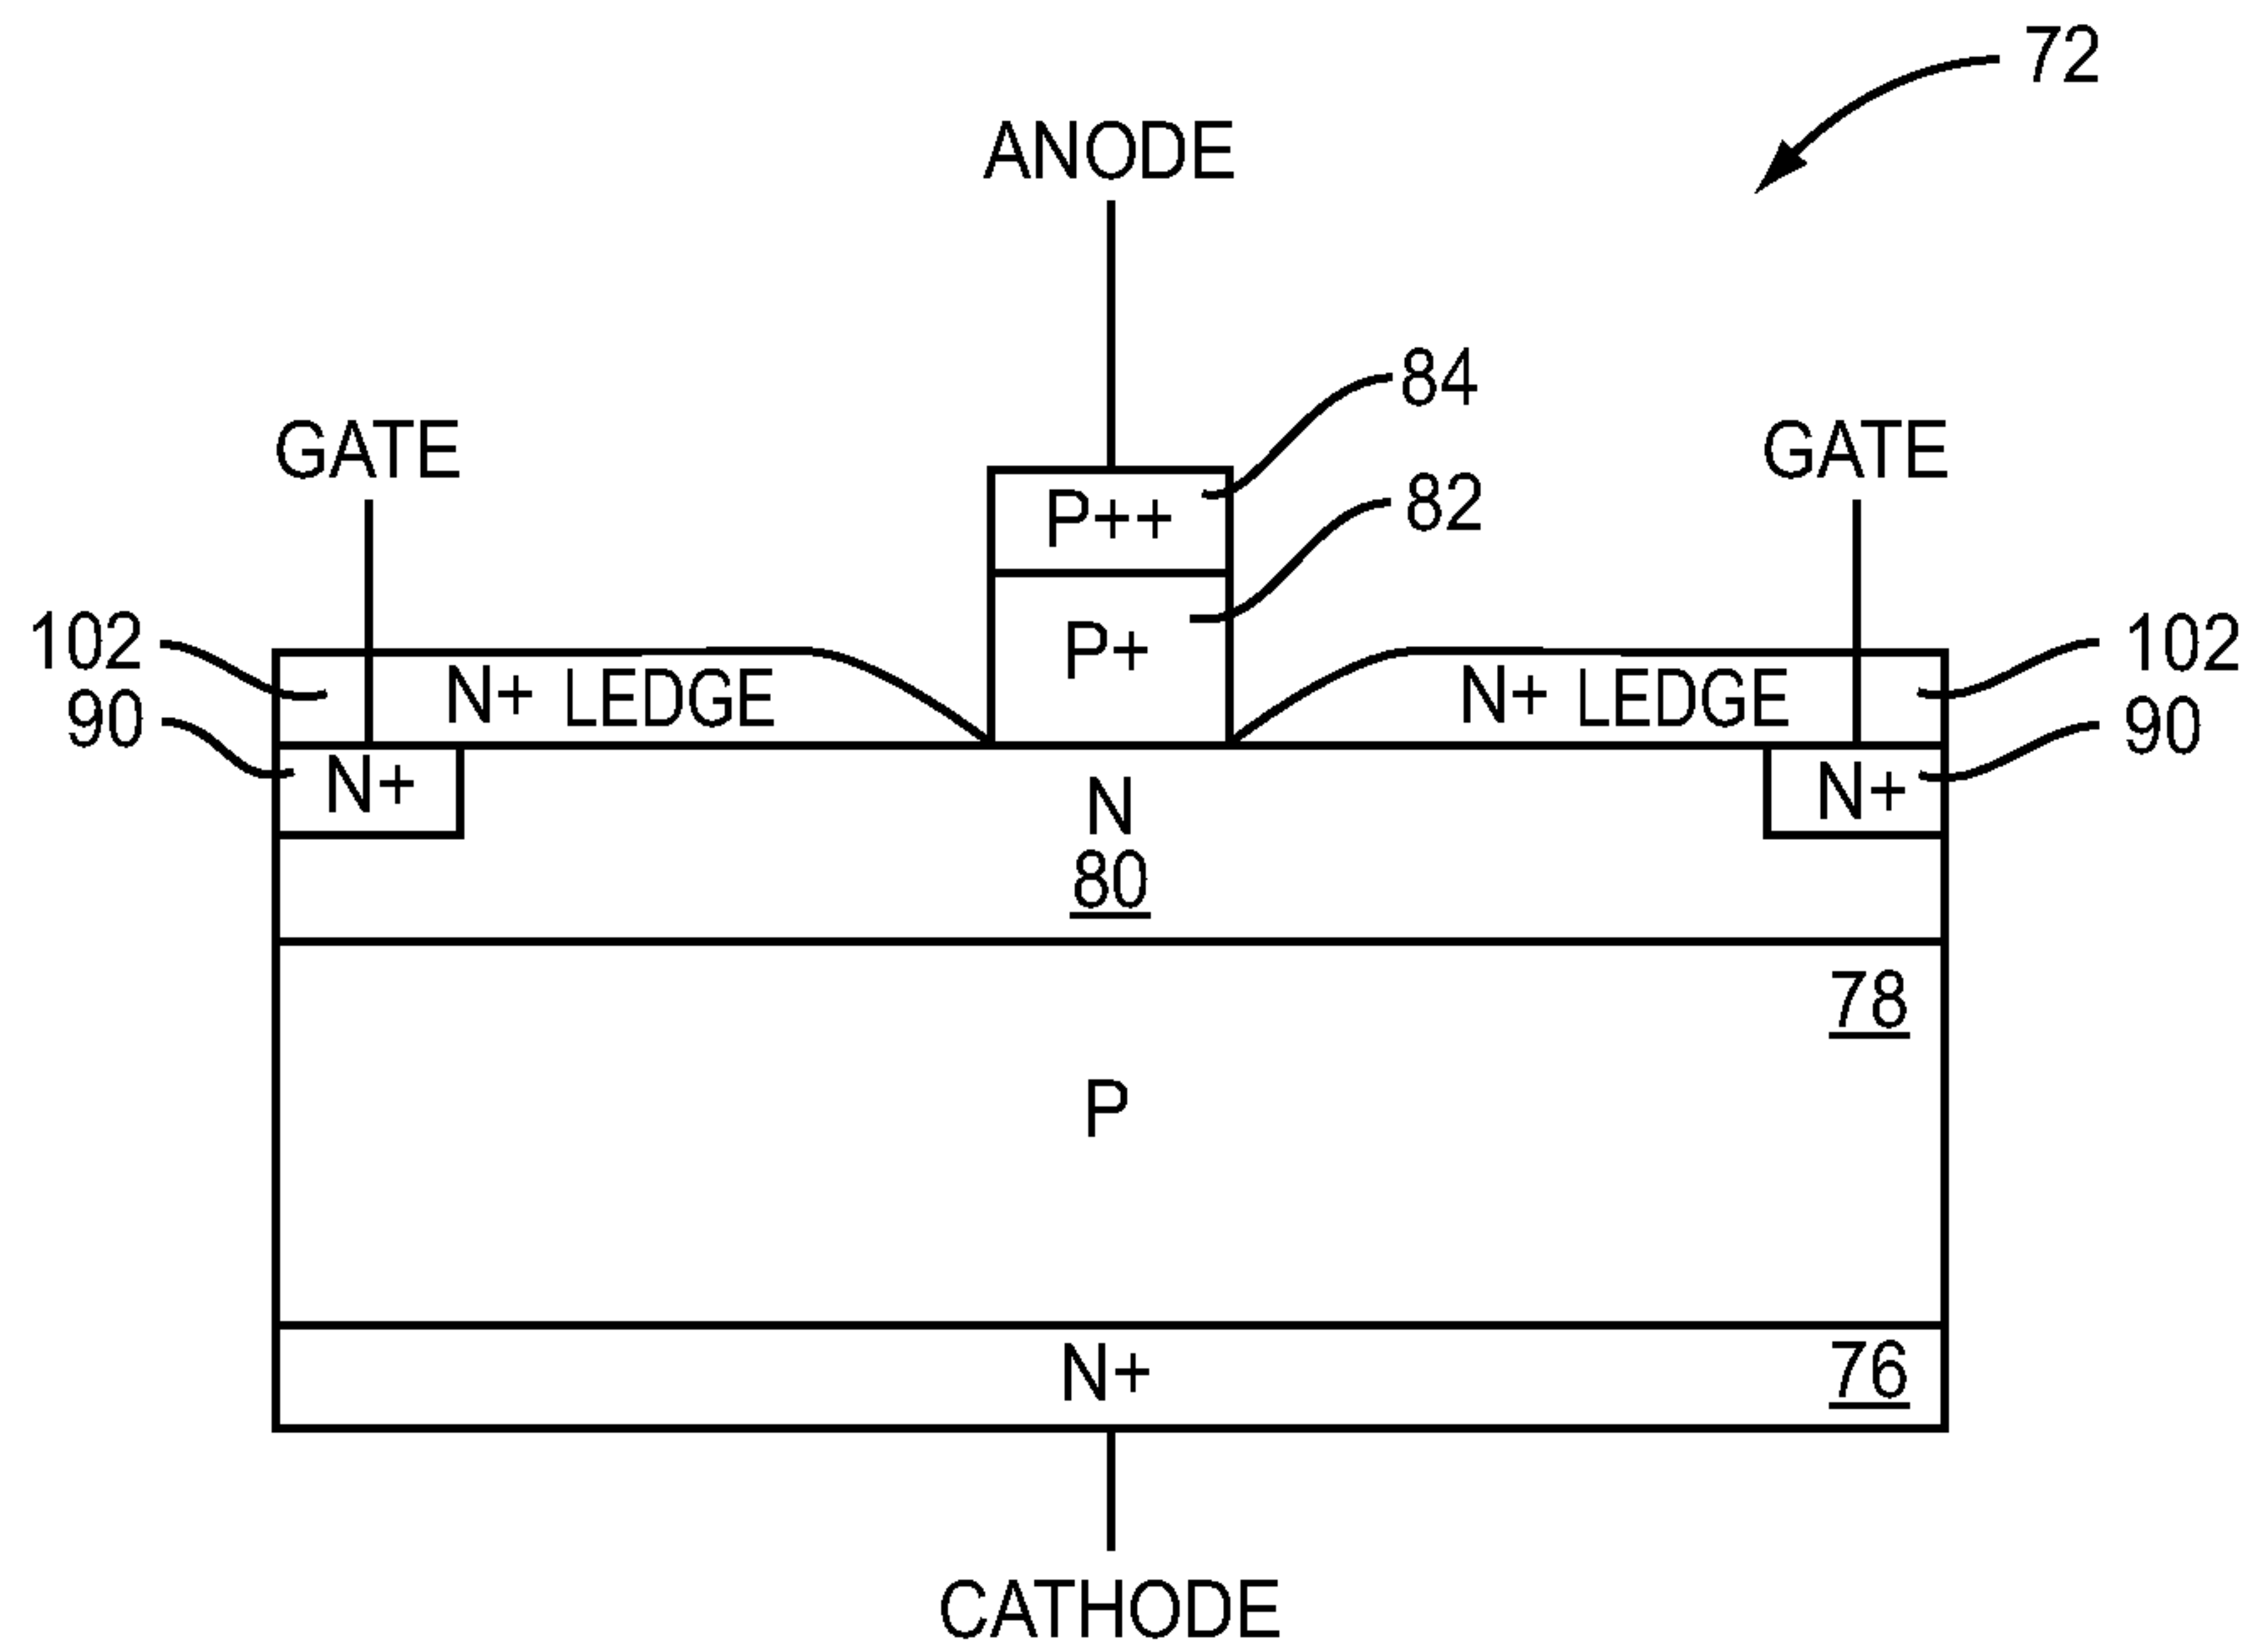 72
ANODE
84
GATE
GATE
82
P++
P+
102
N+ LEDGE
N+ LEDGE
102
90
N+
N
N+
90
80
78
P
N+
76
CATHODE